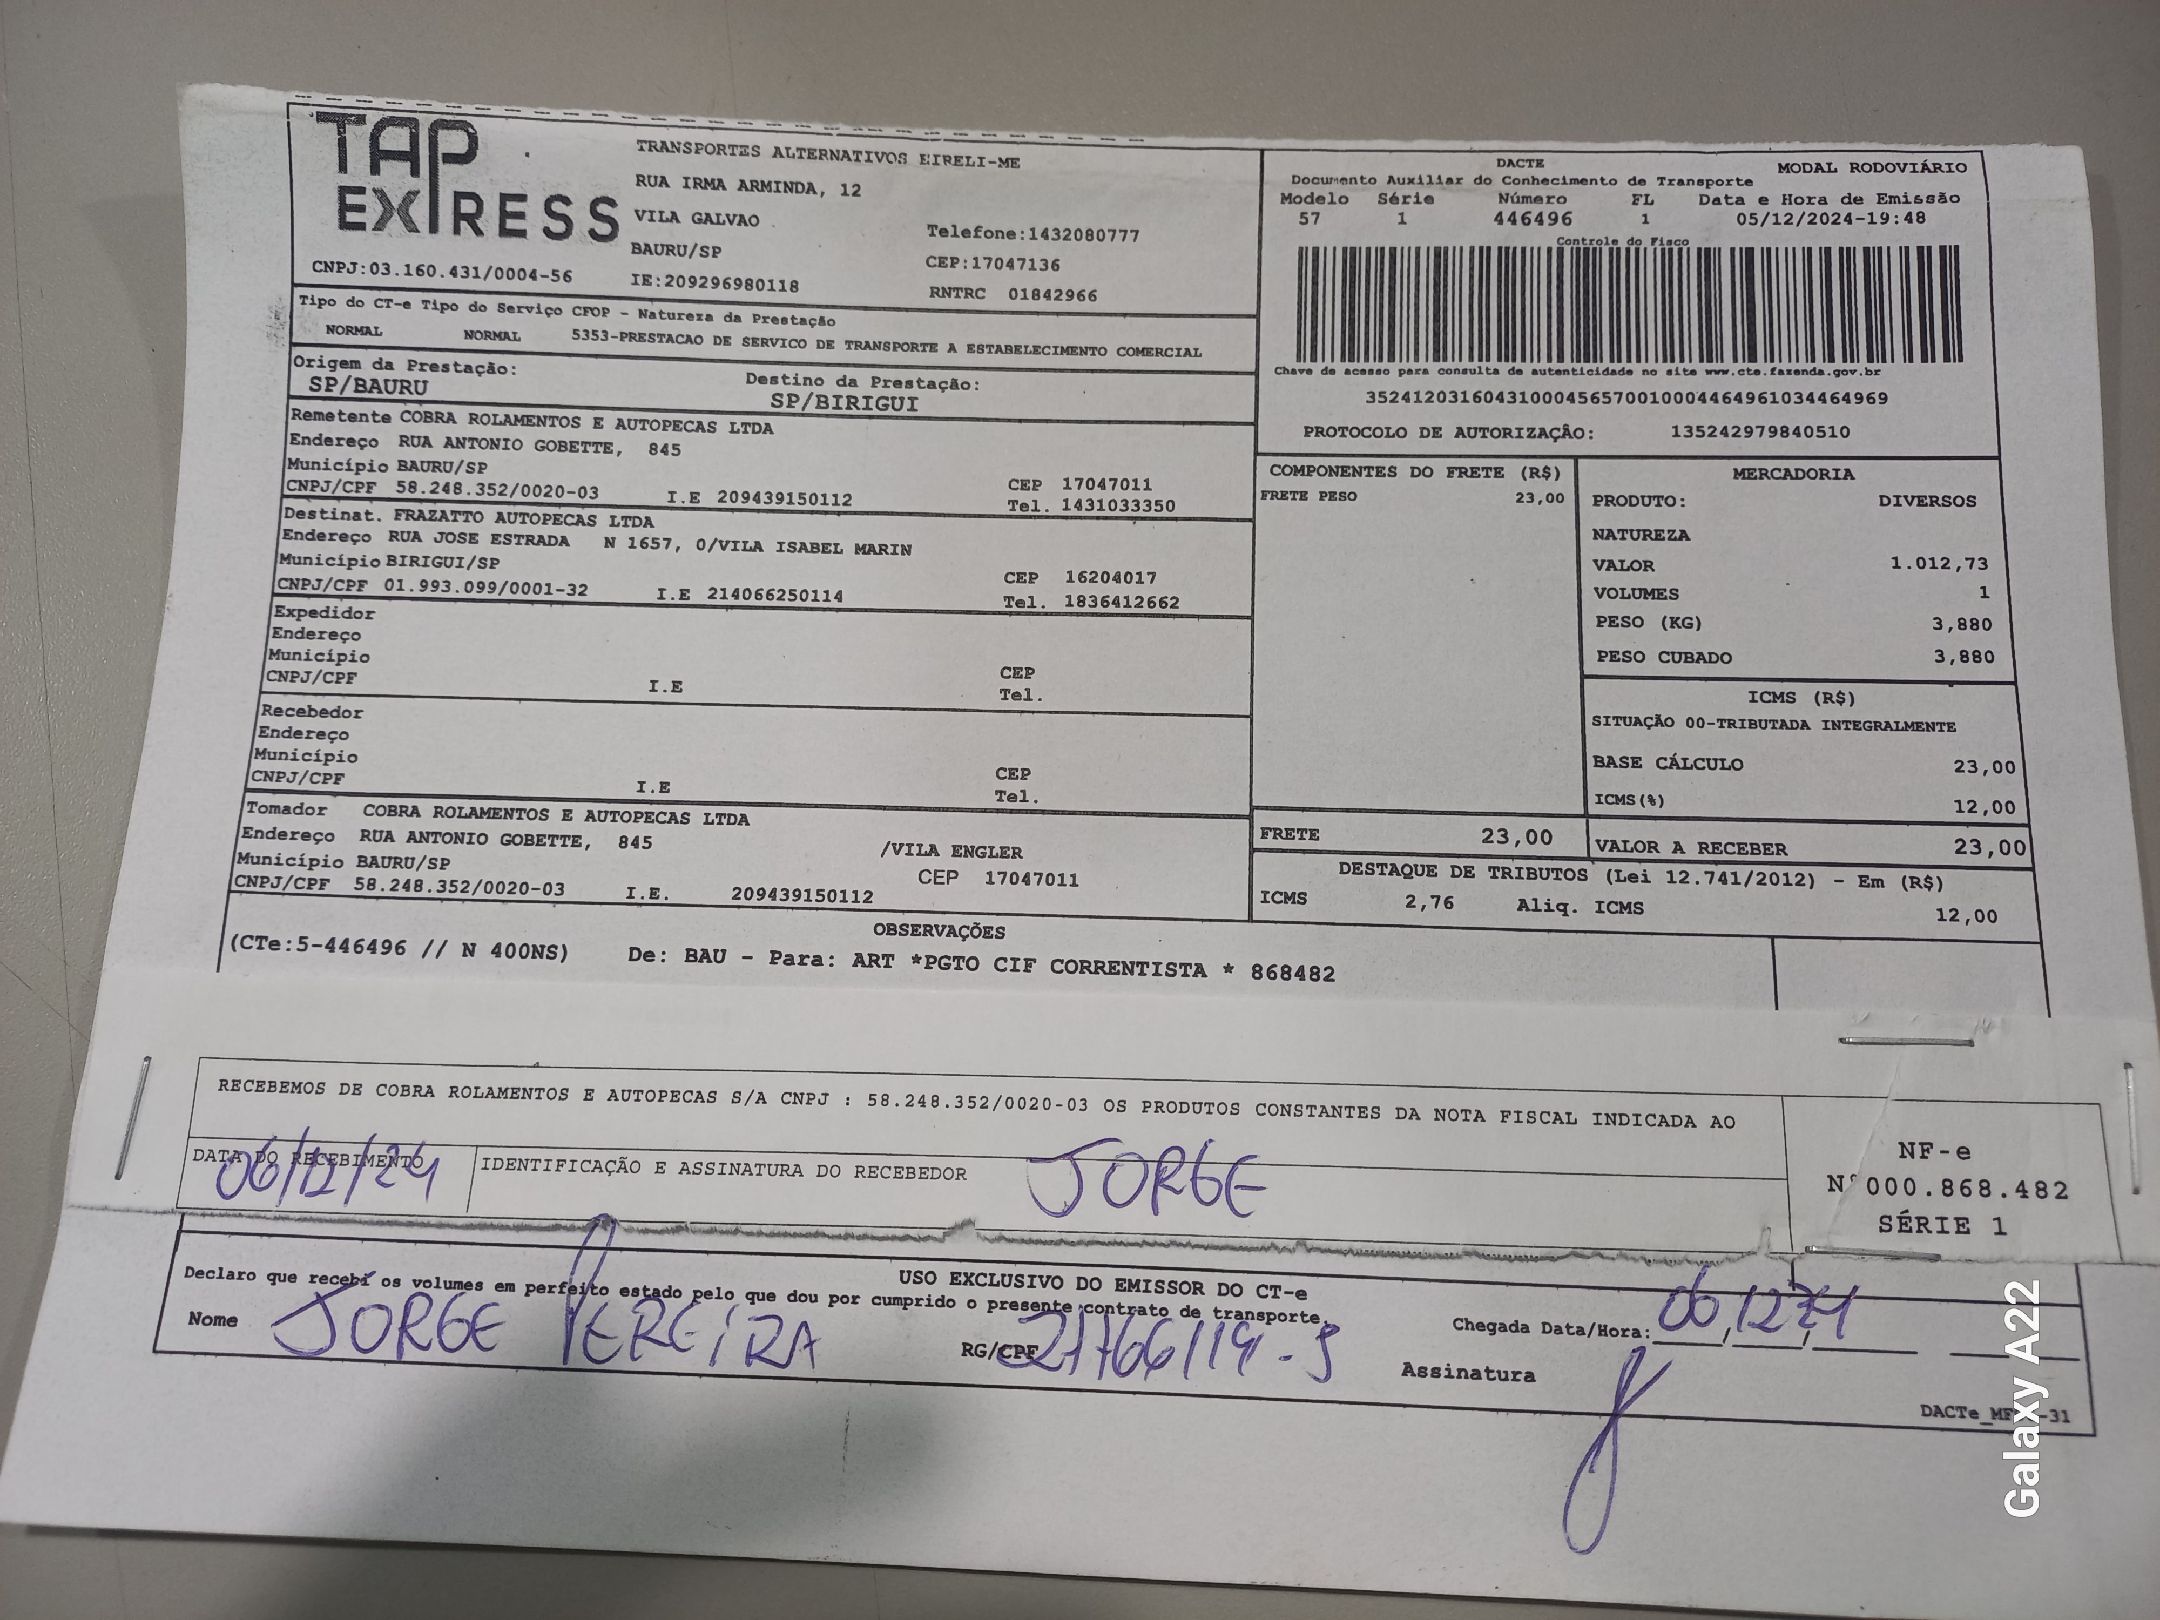 TAP EXPRESS
TRANSPORTES ALTERNATIVOS EIRELI-ME
RUA IRMA ARMINDA, 12
VILA GALVAO
Telefone:1432080777
BAURU/SP
CEP:17047136
CNPJ:03.160.431/0004-56
IE:209296980118
RNTRC 01842966
DACTE
MODAL RODOVIÁRIO
Documento Auxiliar do Conhecimento de Transporte
Modelo Série Número FL Data e Hora de Emissão
57 1 446496 1 05/12/2024-19:48
Controle do Fisco
Chave de acesso para consulta de autenticidade no site www.cte.fazenda.gov.br
35241203160431000456570010004464961034464969
PROTOCOLO DE AUTORIZAÇÃO: 135242979840510
Tipo do CT-e Tipo do Serviço CFOP - Natureza da Prestação
NORMAL NORMAL 5353-PRESTACAO DE SERVICO DE TRANSPORTE A ESTABELECIMENTO COMERCIAL
Origem da Prestação: Destino da Prestação:
SP/BAURU SP/BIRIGUI
Remetente COBRA ROLAMENTOS E AUTOPECAS LTDA
Endereço RUA ANTONIO GOBETTE, 845
Município BAURU/SP CEP 17047011
CNPJ/CPF 58.248.352/0020-03 I.E 209439150112 Tel. 1431033350
Destinat. FRAZATTO AUTOPECAS LTDA
Endereço RUA JOSE ESTRADA N 1657, 0/VILA ISABEL MARIN
Município BIRIGUI/SP CEP 16204017
CNPJ/CPF 01.993.099/0001-32 I.E 214066250114 Tel. 1836412662
Expedidor
Endereço
Município CEP
CNPJ/CPF I.E Tel.
Recebedor
Endereço
Município CEP
CNPJ/CPF I.E Tel.
Tomador COBRA ROLAMENTOS E AUTOPECAS LTDA
Endereço RUA ANTONIO GOBETTE, 845 /VILA ENGLER
Município BAURU/SP CEP 17047011
CNPJ/CPF 58.248.352/0020-03 I.E. 209439150112
COMPONENTES DO FRETE (R$)
FRETE PESO 23,00
MERCADORIA
PRODUTO: DIVERSOS
NATUREZA
VALOR 1.012,73
VOLUMES 1
PESO (KG) 3,880
PESO CUBADO 3,880
ICMS (R$)
SITUAÇÃO 00-TRIBUTADA INTEGRALMENTE
BASE CÁLCULO 23,00
ICMS(%) 12,00
FRETE 23,00 VALOR A RECEBER 23,00
DESTAQUE DE TRIBUTOS (Lei 12.741/2012) - Em (R$)
ICMS 2,76 Aliq. ICMS 12,00
OBSERVAÇÕES
(CTe:5-446496 // N 400NS) De: BAU - Para: ART *PGTO CIF CORRENTISTA * 868482
RECEBEMOS DE COBRA ROLAMENTOS E AUTOPECAS S/A CNPJ : 58.248.352/0020-03 OS PRODUTOS CONSTANTES DA NOTA FISCAL INDICADA AO
DATA DO RECEBIMENTO IDENTIFICAÇÃO E ASSINATURA DO RECEBEDOR JORGE
06/12/24
NF-e
Nº000.868.482
SÉRIE 1
USO EXCLUSIVO DO EMISSOR DO CT-e
Declaro que recebi os volumes em perfeito estado pelo que dou por cumprido o presente contrato de transporte.
Nome JORGE PEREIRA RG/CPF
Chegada Data/Hora: 06/12/24
Assinatura
Galaxy A22